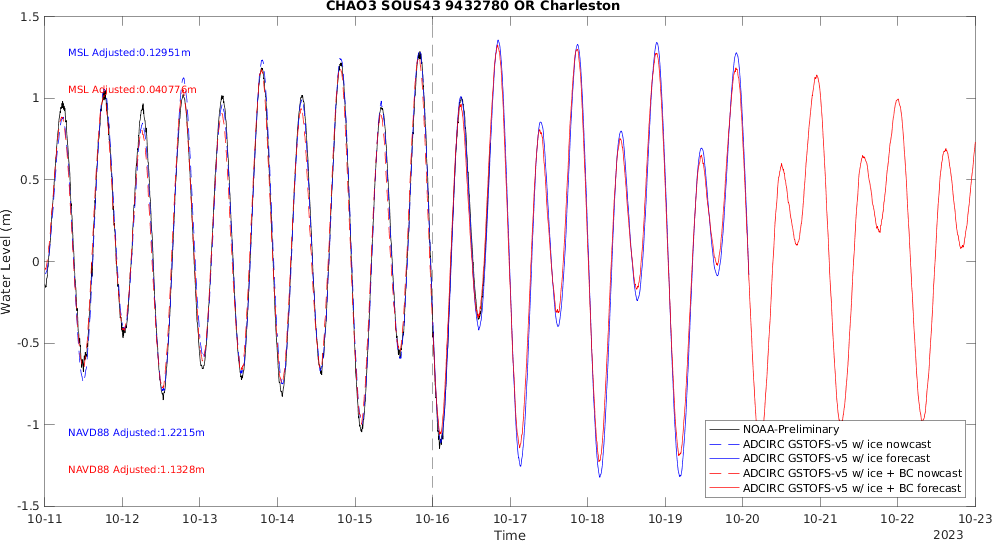 CHAO3 SOUS43 9432780 OR Charleston
1.5
MSL Adjusted:0.12951m
MSL Adjusted:0.040776m
1
0.5
0
-0.5
-1
-1.5
Water Level (m)
NAVD88 Adjusted:1.2215m
NAVD88 Adjusted:1.1328m
NOAA-Preliminary
ADCIRC GSTOFS-v5 w/ ice nowcast
ADCIRC GSTOFS-v5 w/ ice forecast
ADCIRC GSTOFS-v5 w/ ice + BC nowcast
ADCIRC GSTOFS-v5 w/ ice + BC forecast
10-11 10-12 10-13 10-14 10-15 10-16 10-17 10-18 10-19 10-20 10-21 10-22 10-23
Time
2023